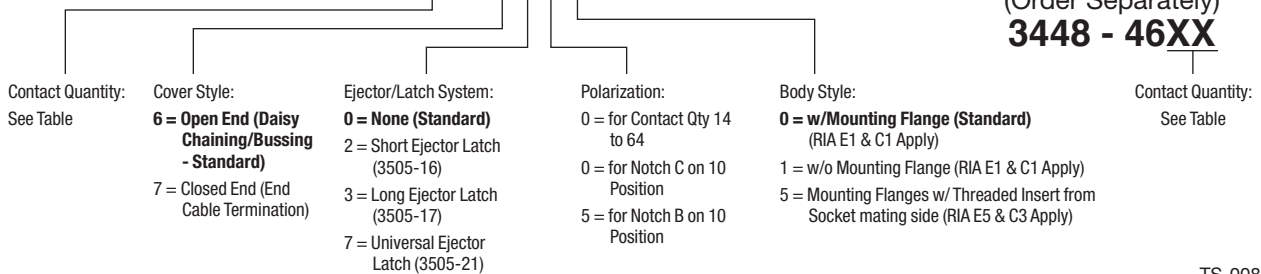 (Order Separately)
3448 - 46XX
Contact Quantity:
See Table
Cover Style:
6 = Open End (Daisy
Chaining/Bussing
- Standard)
7 = Closed End (End
Cable Termination)
Ejector/Latch System:
0 = None (Standard)
2 = Short Ejector Latch
(3505-16)
3 = Long Ejector Latch
(3505-17)
7 = Universal Ejector
Latch (3505-21)
Polarization:
0 = for Contact Qty 14
to 64
0 = for Notch C on 10
Position
5 = for Notch B on 10
Position
Body Style:
0 = w/Mounting Flange (Standard)
(RIA E1 & C1 Apply)
1 = w/o Mounting Flange (RIA E1 & C1 Apply)
5 = Mounting Flanges w/ Threaded Insert from
Socket mating side (RIA E5 & C3 Apply)
Contact Quantity:
See Table